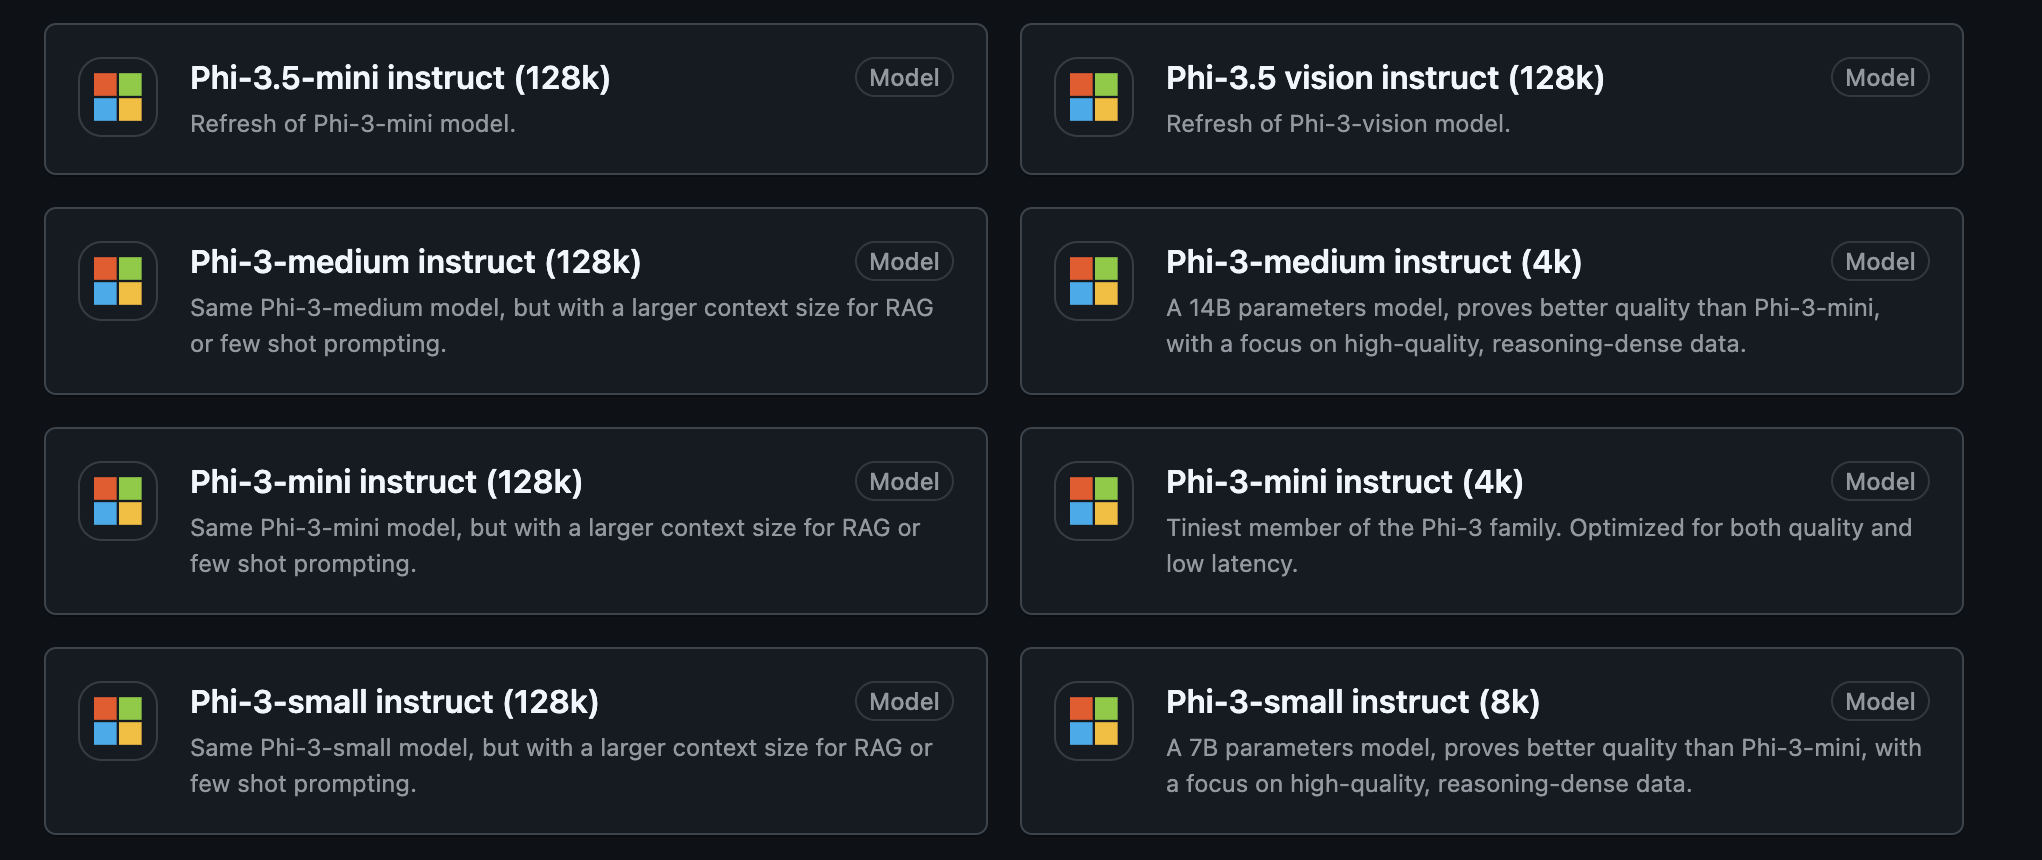 Phi-3.5-mini instruct (128k)
Model
Refresh of Phi-3-mini model.
Phi-3.5 vision instruct (128k)
Model
Refresh of Phi-3-vision model.
Phi-3-medium instruct (128k)
Model
Same Phi-3-medium model, but with a larger context size for RAG
or few shot prompting.
Phi-3-medium instruct (4k)
Model
A 14B parameters model, proves better quality than Phi-3-mini,
with a focus on high-quality, reasoning-dense data.
Phi-3-mini instruct (128k)
Model
Same Phi-3-mini model, but with a larger context size for RAG or
few shot prompting.
Phi-3-mini instruct (4k)
Model
Tiniest member of the Phi-3 family. Optimized for both quality and
low latency.
Phi-3-small instruct (128k)
Model
Same Phi-3-small model, but with a larger context size for RAG or
few shot prompting.
Phi-3-small instruct (8k)
Model
A 7B parameters model, proves better quality than Phi-3-mini, with
a focus on high-quality, reasoning-dense data.